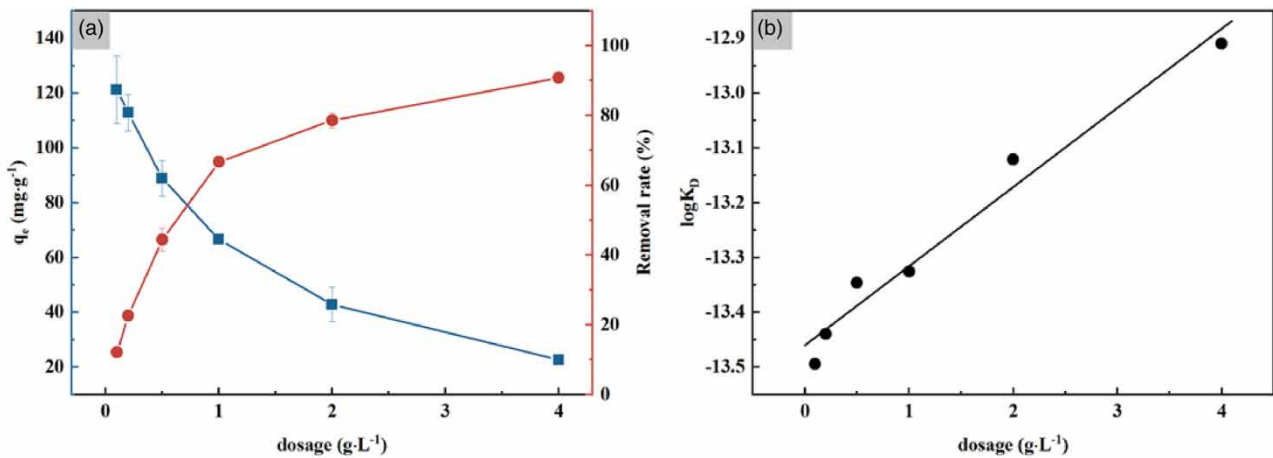 (a)
140
120
100
80
60
40
20
qe (mg·g-1)
100
80
60
40
20
0
Removal rate (%)
0 1 2 3 4
dosage (g·L-1)
(b)
-12.9
-13.0
-13.1
-13.2
-13.3
-13.4
-13.5
logKD
0 1 2 3 4
dosage (g·L-1)